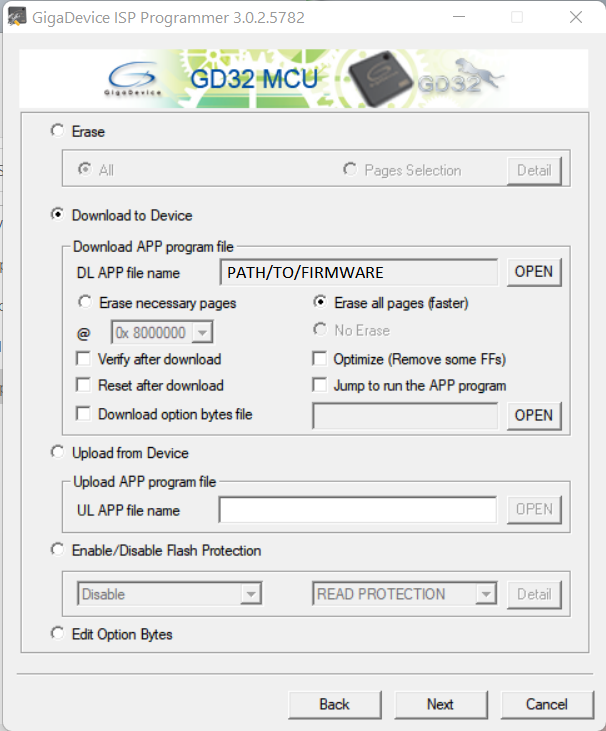 GigaDevice ISP Programmer 3.0.2.5782
GigaDevice GD32 MCU GD32
Erase
All Pages Selection Detail
Download to Device
Download APP program file
DL APP file name PATH/TO/FIRMWARE OPEN
Erase necessary pages Erase all pages (faster)
@ 0x 8000000 No Erase
Verify after download Optimize (Remove some FFs)
Reset after download Jump to run the APP program
Download option bytes file OPEN
Upload from Device
Upload APP program file
UL APP file name OPEN
Enable/Disable Flash Protection
Disable READ PROTECTION Detail
Edit Option Bytes
Back Next Cancel